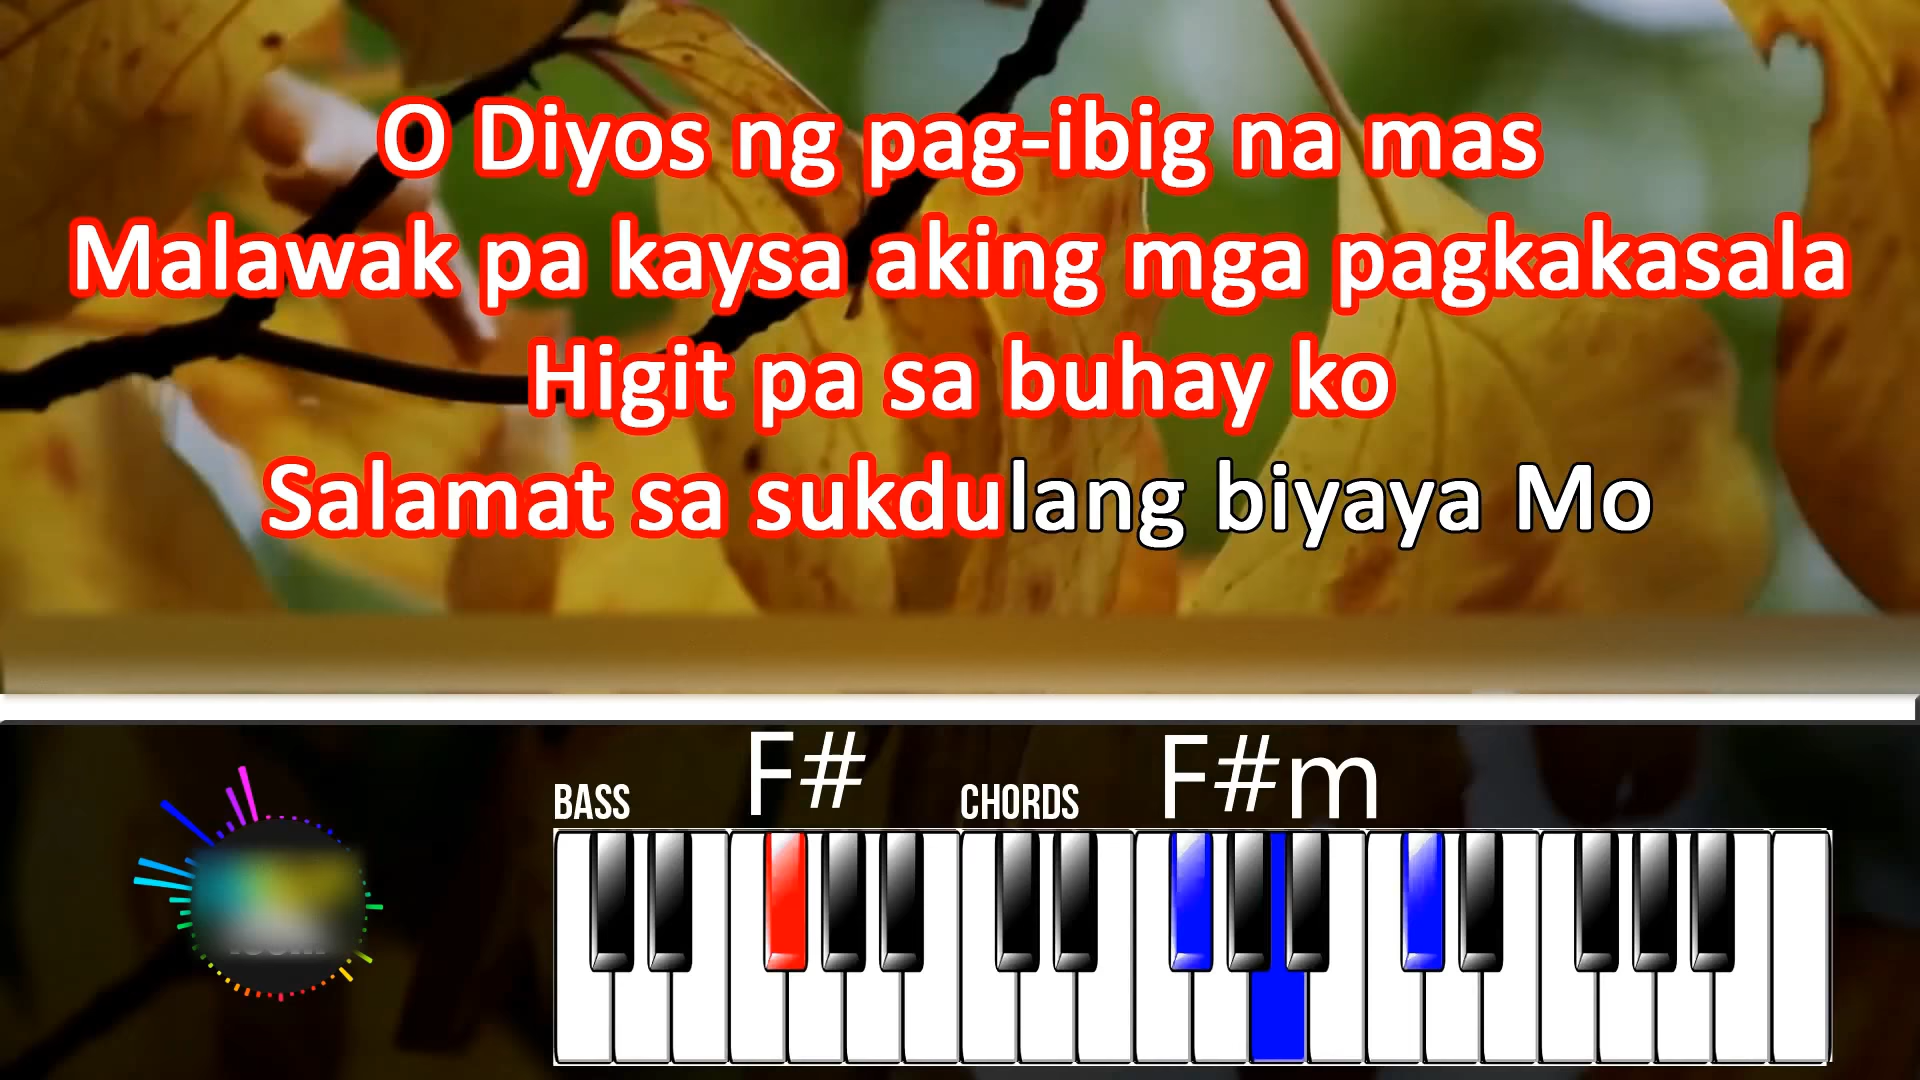 O Diyos ng pag-ibig na mas
Malawak pa kaysa aking mga pagkakasala
Higit pa sa buhay ko
Salamat sa sukdulang biyaya Mo
BASS F# CHORDS F#m